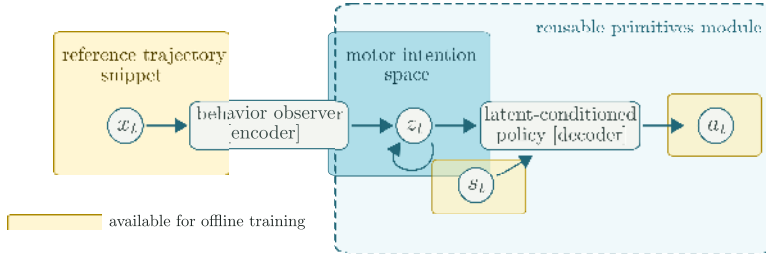 reusable primitives module
reference trajectory
snippet
motor intention
space
x_t
behavior observer
[encoder]
z_t
latent-conditioned
policy [decoder]
a_t
s_t
available for offline training